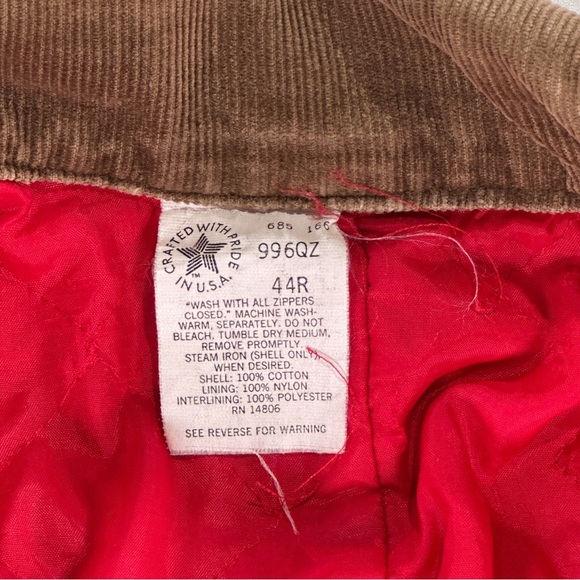 685 166
CRAFTED WITH PRIDE
IN U.S.A.
TM
996QZ
44R
"WASH WITH ALL ZIPPERS
CLOSED." MACHINE WASH-
WARM, SEPARATELY. DO NOT
BLEACH. TUMBLE DRY MEDIUM,
REMOVE PROMPTLY.
STEAM IRON (SHELL ONLY)
WHEN DESIRED.
SHELL: 100% COTTON
LINING: 100% NYLON
INTERLINING: 100% POLYESTER
RN 14806
SEE REVERSE FOR WARNING